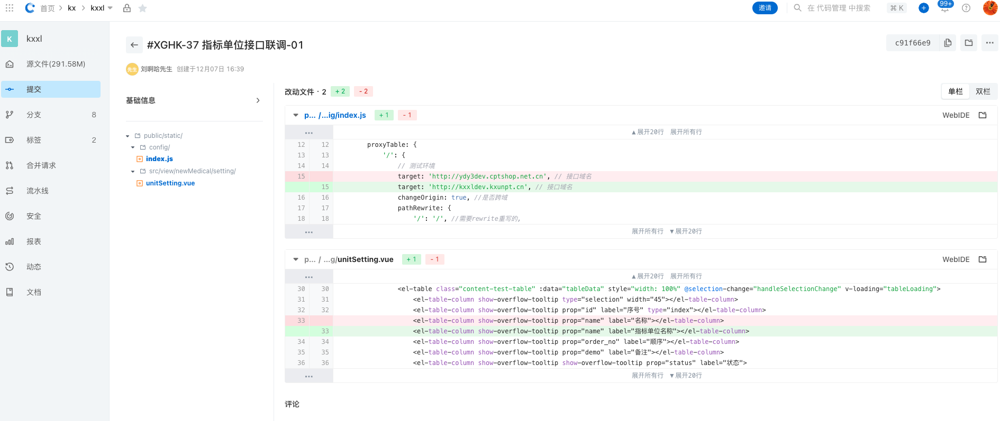 首页 kx kxxl 邀请 在 代码管理 中搜索 ⌘ K 99+
K kxxl
源文件(291.58M)
提交
分支 8
标签 2
合并请求
流水线
安全
报表
动态
文档
#XGHK-37 指标单位接口联调-01 c91f66e9
先生 刘啊哈先生 创建于12月07日 16:39
基础信息
public/static/
config/
index.js
src/view/newMedical/setting/
unitSetting.vue
改动文件 · 2 +2 -2 单栏 双栏
p... /...ig/index.js +1 -1 WebIDE
... ▲展开20行 展开所有行
12 12 proxyTable: {
13 13 '/': {
14 14 // 测试环境
15 target: 'http://ydy3dev.cptshop.net.cn', // 接口域名
15 target: 'http://kxxldev.kxunpt.cn', // 接口域名
16 16 changeOrigin: true, //是否跨域
17 17 pathRewrite: {
18 18 '/': '/', //需要rewrite重写的,
... 展开所有行 ▼展开20行
p... / ...g/unitSetting.vue +1 -1 WebIDE
... ▲展开20行 展开所有行
30 30 <el-table class="content-test-table" :data="tableData" style="width: 100%" @selection-change="handleSelectionChange" v-loading="tableLoading">
31 31 <el-table-column show-overflow-tooltip type="selection" width="45"></el-table-column>
32 32 <el-table-column show-overflow-tooltip prop="id" label="序号" type="index"></el-table-column>
33 <el-table-column show-overflow-tooltip prop="name" label="名称"></el-table-column>
33 <el-table-column show-overflow-tooltip prop="name" label="指标单位名称"></el-table-column>
34 34 <el-table-column show-overflow-tooltip prop="order_no" label="顺序"></el-table-column>
35 35 <el-table-column show-overflow-tooltip prop="demo" label="备注"></el-table-column>
36 36 <el-table-column show-overflow-tooltip show-overflow-tooltip prop="status" label="状态">
... 展开所有行 ▼展开20行
评论